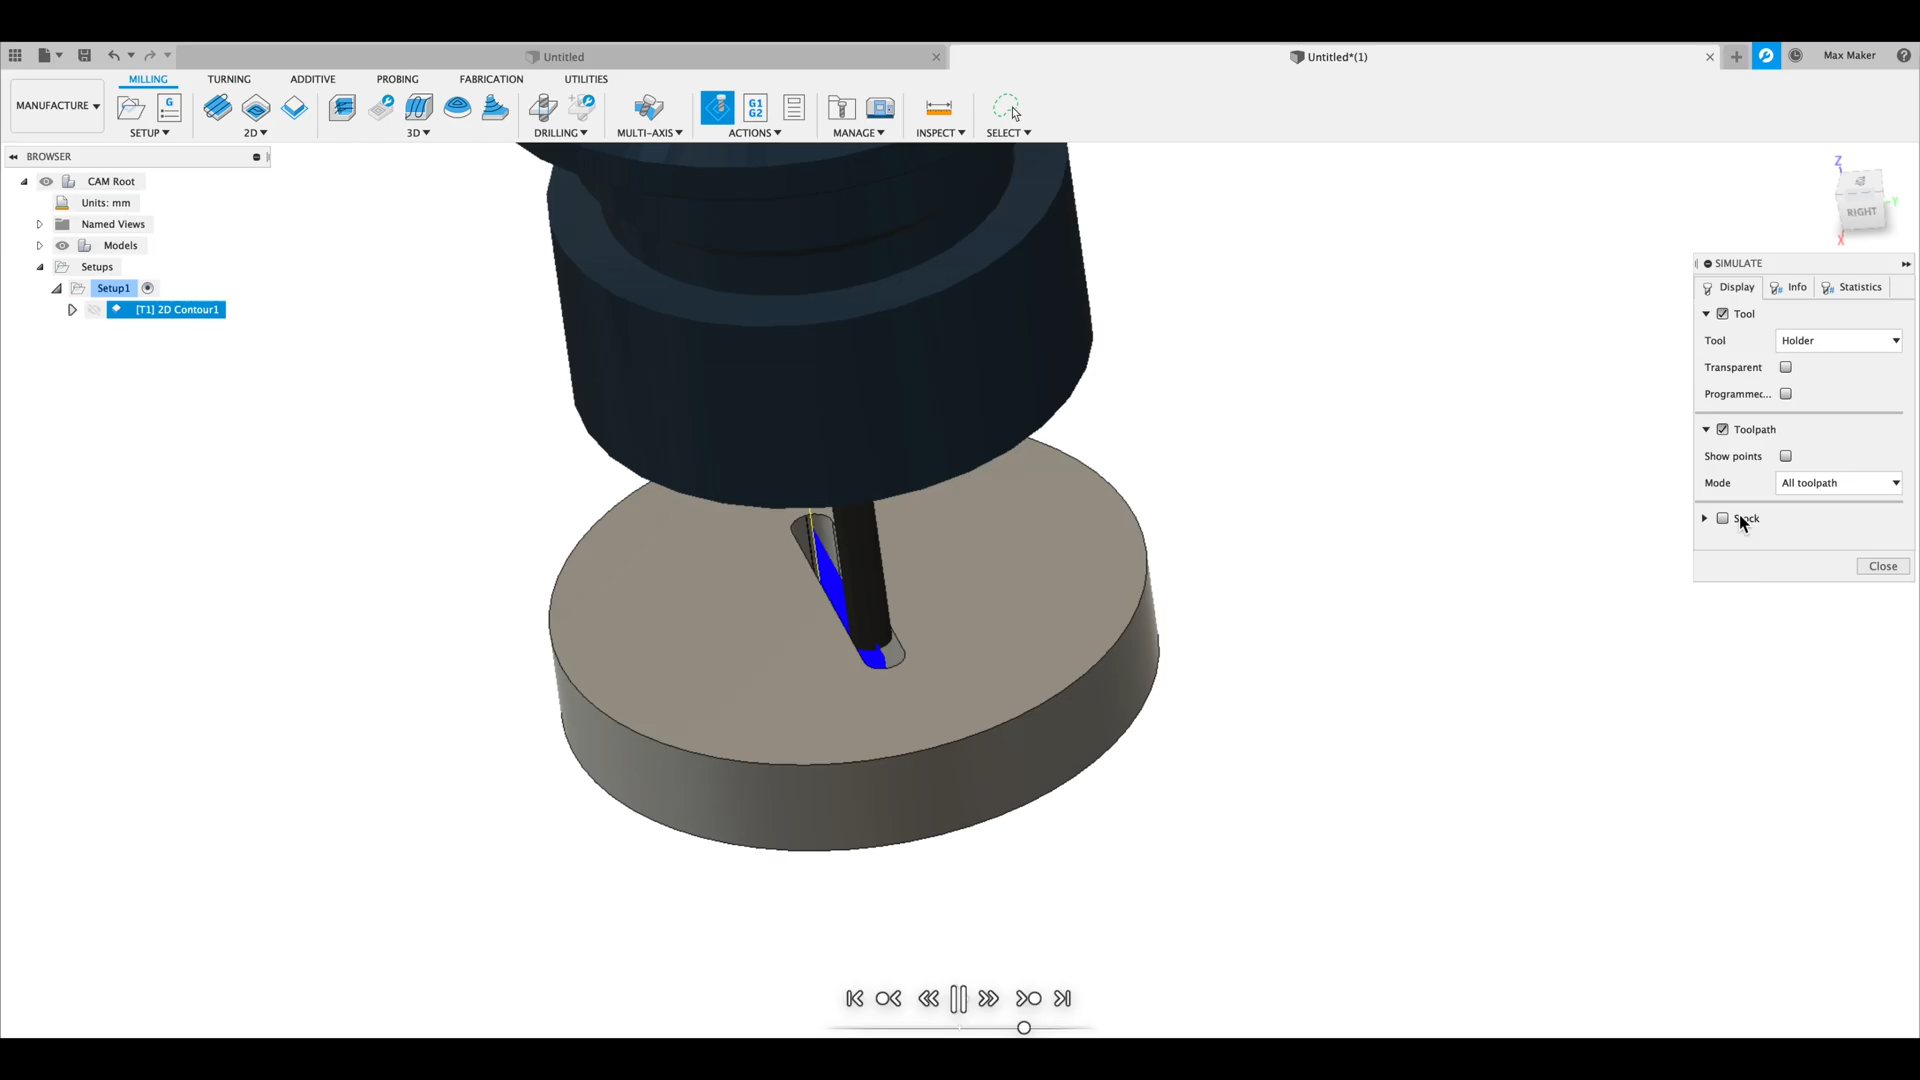 Untitled
Untitled*(1)
Max Maker
MANUFACTURE
MILLING
TURNING
ADDITIVE
PROBING
FABRICATION
UTILITIES
G
G1
G2
SETUP
2D
3D
DRILLING
MULTI-AXIS
ACTIONS
MANAGE
INSPECT
SELECT
BROWSER
CAM Root
Units: mm
Named Views
Models
Setups
Setup1
[T1] 2D Contour1
Z
Y
X
RIGHT
SIMULATE
Display
Info
Statistics
Tool
Tool Holder
Transparent
Programmec...
Toolpath
Show points
Mode All toolpath
Close